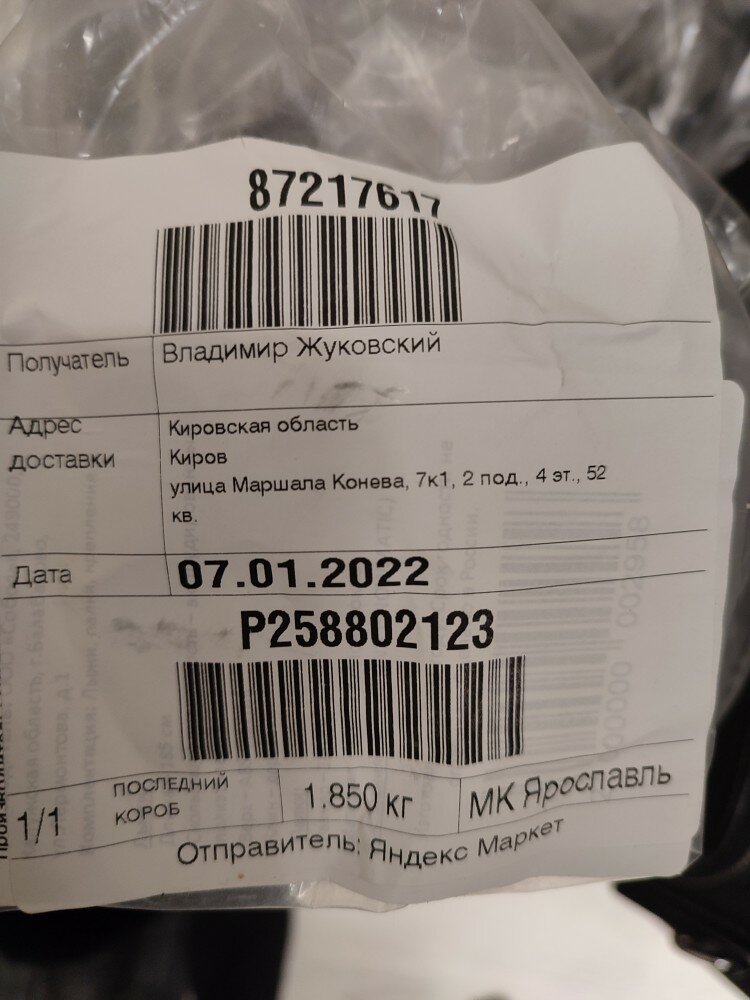 87217617
Получатель Владимир Жуковский
Адрес доставки
Кировская область
Киров
улица Маршала Конева, 7к1, 2 под., 4 эт., 52
кв.
Дата 07.01.2022
P258802123
1/1 ПОСЛЕДНИЙ КОРОБ 1.850 кг МК Ярославль
Отправитель: Яндекс Маркет